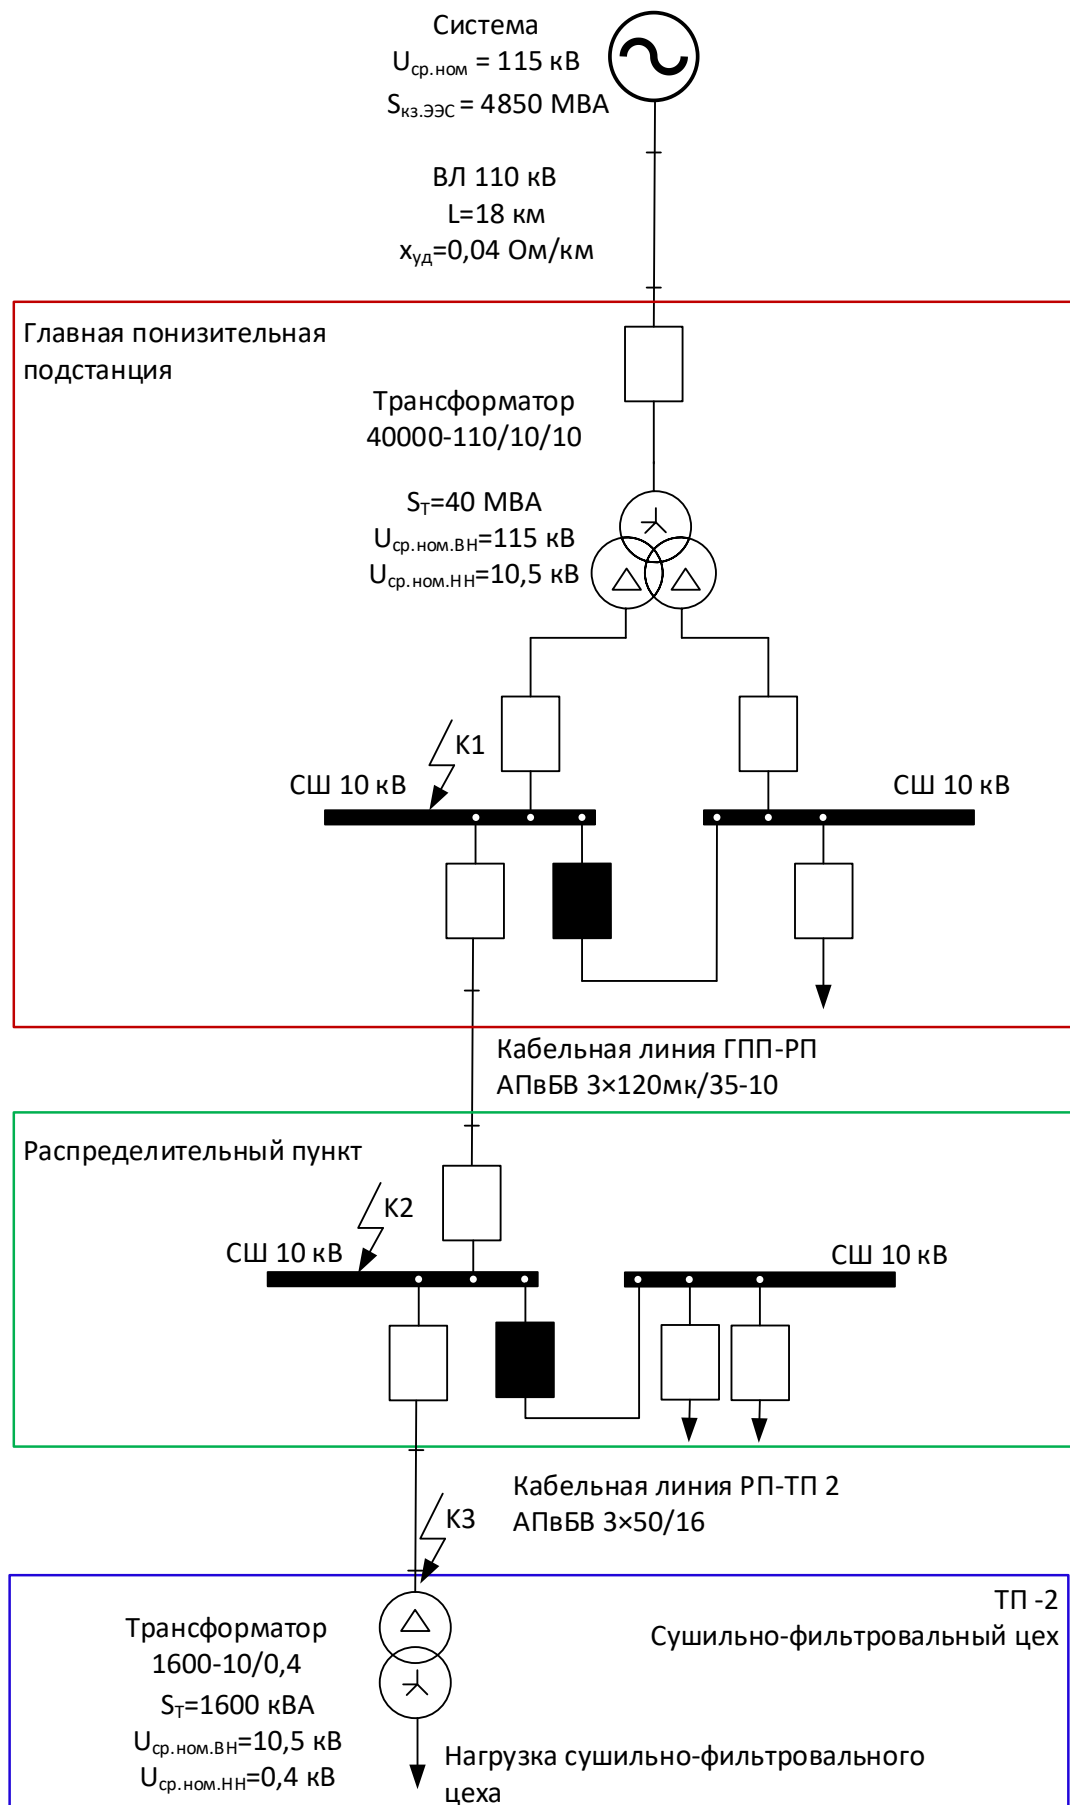 Система
Uср.ном = 115 кВ
Sкз.ЭЭС = 4850 МВА
ВЛ 110 кВ
L=18 км
xуд=0,04 Ом/км
Главная понизительная
подстанция
Трансформатор
40000-110/10/10
SТ=40 МВА
Uср.ном.ВН=115 кВ
Uср.ном.НН=10,5 кВ
К1
СШ 10 кВ
СШ 10 кВ
Кабельная линия ГПП-РП
АПвБВ 3×120мк/35-10
Распределительный пункт
К2
СШ 10 кВ
СШ 10 кВ
Кабельная линия РП-ТП 2
АПвБВ 3×50/16
К3
ТП -2
Сушильно-фильтровальный цех
Трансформатор
1600-10/0,4
SТ=1600 кВА
Uср.ном.ВН=10,5 кВ
Uср.ном.НН=0,4 кВ
Нагрузка сушильно-фильтровального
цеха